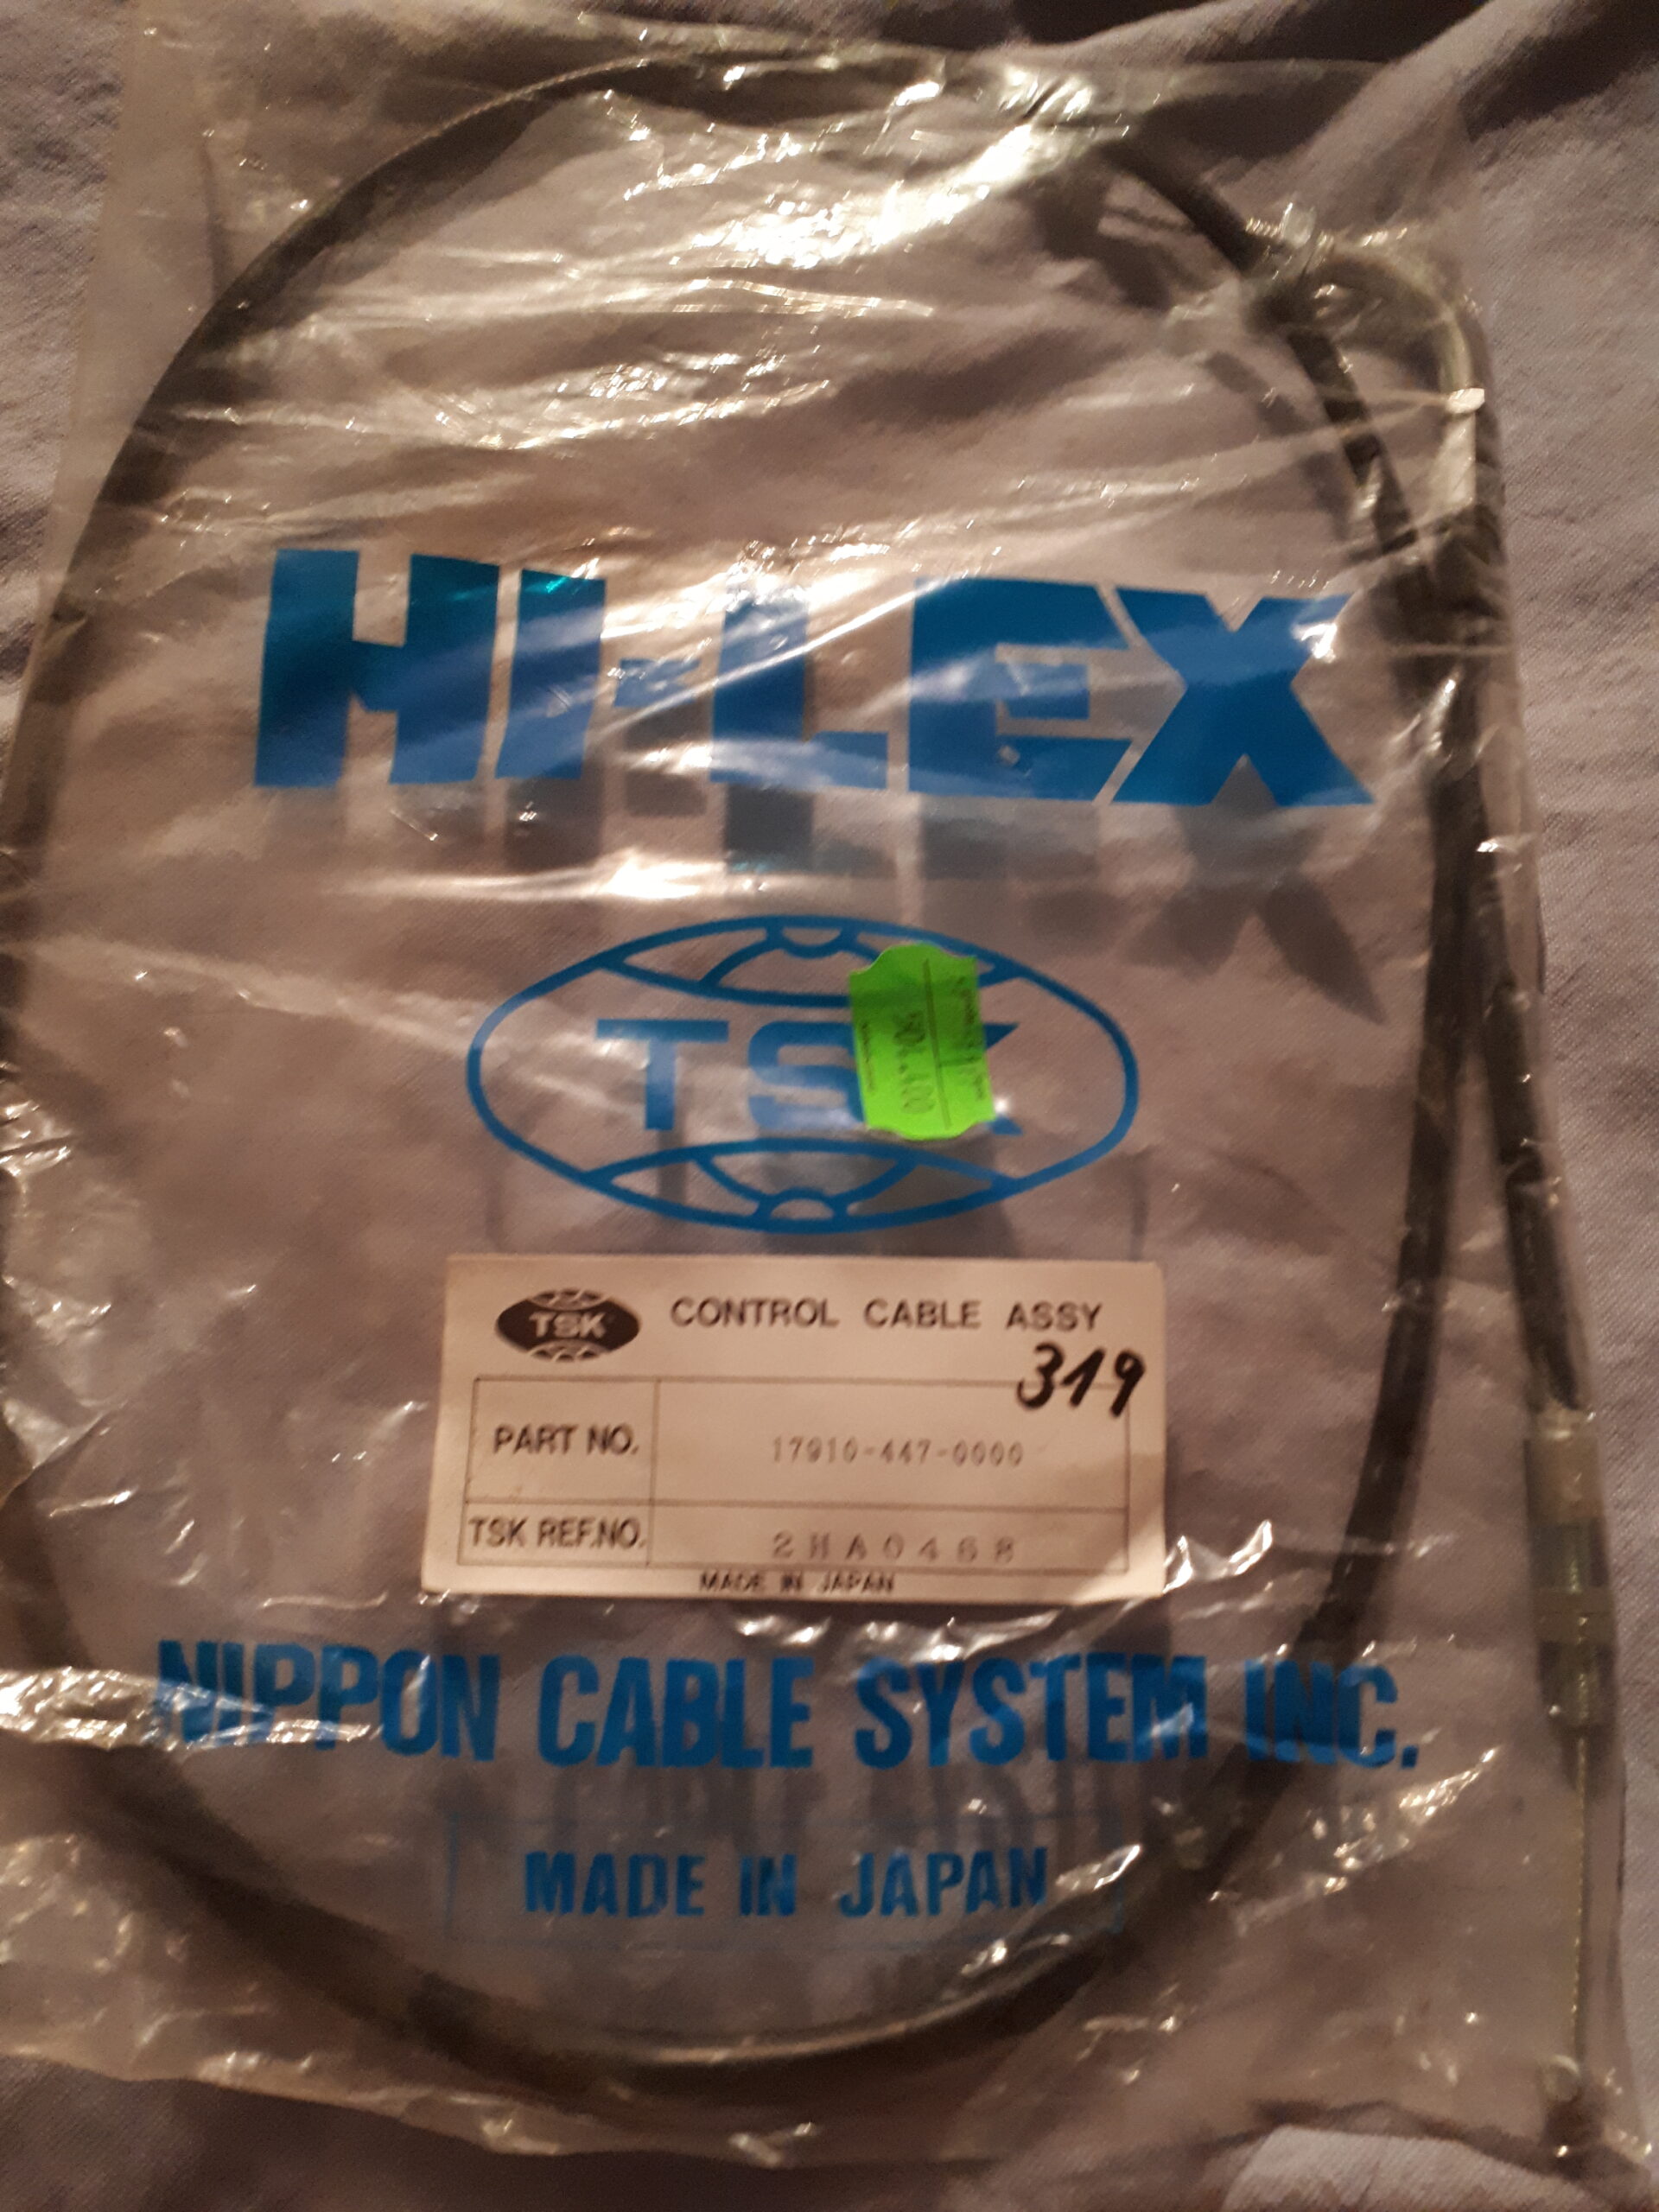 HI-LEX
TSK
TSK CONTROL CABLE ASSY
319
PART NO. 17910-447-0000
TSK REF.NO. 2HA0468
MADE IN JAPAN
NIPPON CABLE SYSTEM INC.
MADE IN JAPAN